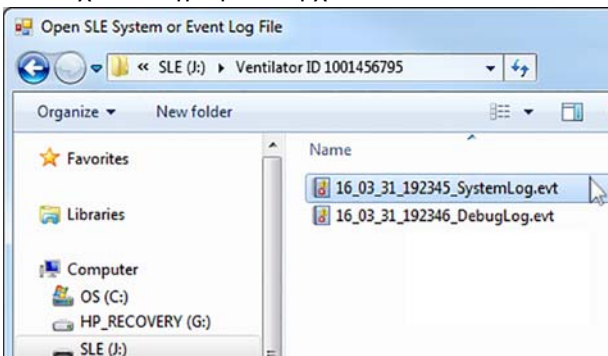 Open SLE System or Event Log File
« SLE (J:) ▸ Ventilator ID 1001456795
Organize ▾ New folder
Favorites
Libraries
Computer
OS (C:)
HP_RECOVERY (G:)
SLE (J:)
Name
16_03_31_192345_SystemLog.evt
16_03_31_192346_DebugLog.evt